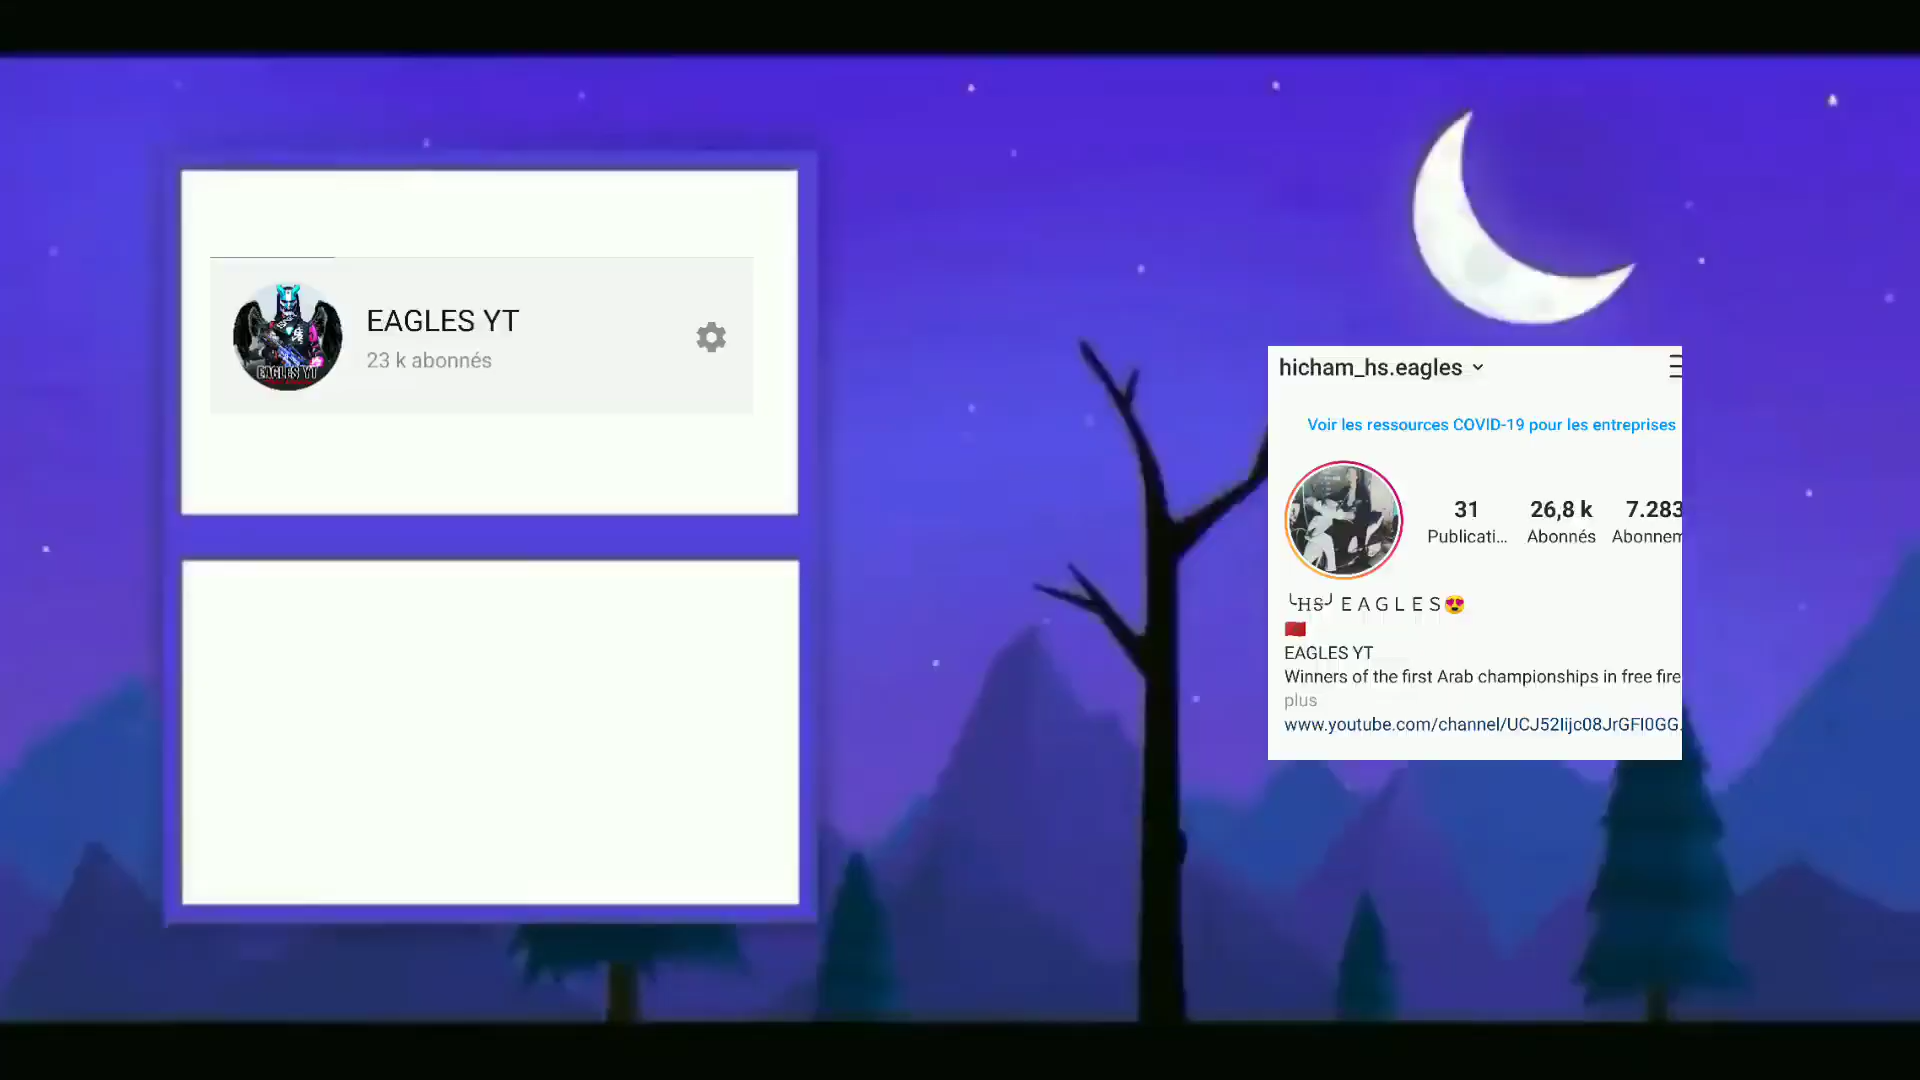 EAGLES YT
23 k abonnés
EAGLES YT
hicham_hs.eagles
Voir les ressources COVID-19 pour les entreprises
31
26,8 k
7.283
Publicati...
Abonnés
Abonnem
╰HS╯ E A G L E S😍
🇲🇦
EAGLES YT
Winners of the first Arab championships in free fire
plus
www.youtube.com/channel/UCJ52Iijc08JrGFI0GG.